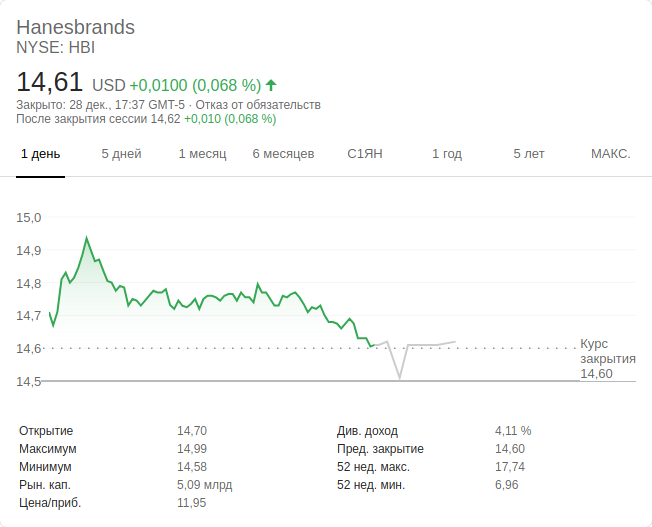 Hanesbrands
NYSE: HBI
14,61 USD +0,0100 (0,068 %)
Закрыто: 28 дек., 17:37 GMT-5 · Отказ от обязательств
После закрытия сессии 14,62 +0,010 (0,068 %)
1 день 5 дней 1 месяц 6 месяцев С1ЯН 1 год 5 лет МАКС.
15,0
14,9
14,8
14,7
14,6
14,5
Курс
закрытия
14,60
Открытие 14,70 Див. доход 4,11 %
Максимум 14,99 Пред. закрытие 14,60
Минимум 14,58 52 нед. макс. 17,74
Рын. кап. 5,09 млрд 52 нед. мин. 6,96
Цена/приб. 11,95